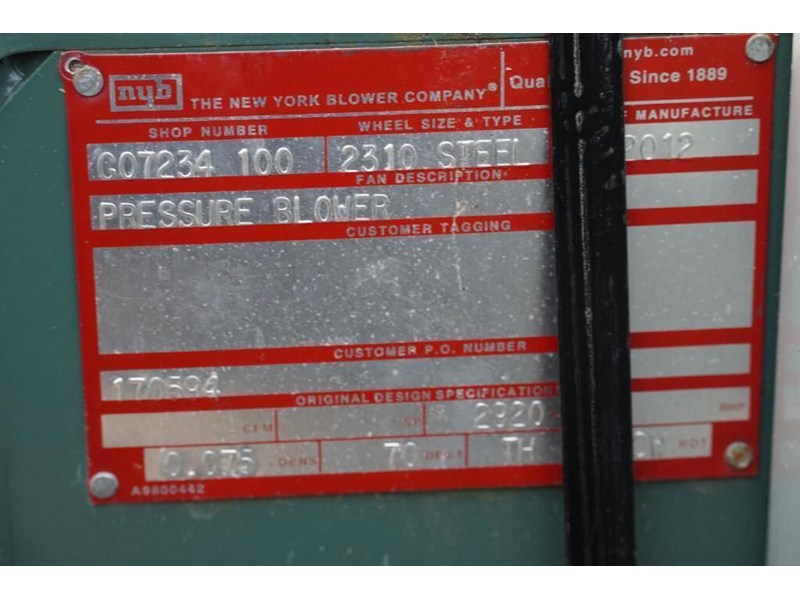 nyb THE NEW YORK BLOWER COMPANY® nyb.com
Since 1889
SHOP NUMBER WHEEL SIZE & TYPE MANUFACTURE
G07234 100 2310 STEEL 2012
FAN DESCRIPTION
PRESSURE BLOWER
CUSTOMER TAGGING
CUSTOMER P.O. NUMBER
170594
ORIGINAL DESIGN
CFM SP 2920 BHP
0.075 DENS 70 DEG F TH CW ROT
A9800442